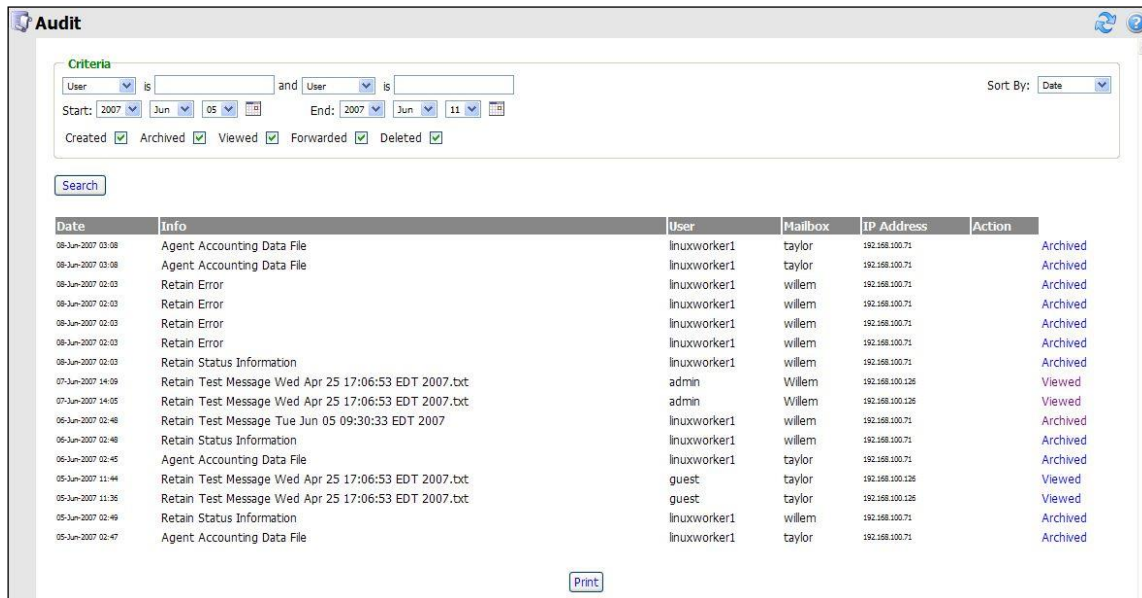 Audit
Criteria
User is and User is Sort By: Date
Start: 2007 Jun 05 End: 2007 Jun 11
Created Archived Viewed Forwarded Deleted
Search
Date Info User Mailbox IP Address Action
08-Jun-2007 03:08 Agent Accounting Data File linuxworker1 taylor 192.168.100.71 Archived
08-Jun-2007 03:08 Agent Accounting Data File linuxworker1 taylor 192.168.100.71 Archived
08-Jun-2007 02:03 Retain Error linuxworker1 willem 192.168.100.71 Archived
08-Jun-2007 02:03 Retain Error linuxworker1 willem 192.168.100.71 Archived
08-Jun-2007 02:03 Retain Error linuxworker1 willem 192.168.100.71 Archived
08-Jun-2007 02:03 Retain Error linuxworker1 willem 192.168.100.71 Archived
08-Jun-2007 02:03 Retain Status Information linuxworker1 willem 192.168.100.71 Archived
07-Jun-2007 14:09 Retain Test Message Wed Apr 25 17:06:53 EDT 2007.txt admin Willem 192.168.100.126 Viewed
07-Jun-2007 14:05 Retain Test Message Wed Apr 25 17:06:53 EDT 2007.txt admin Willem 192.168.100.126 Viewed
06-Jun-2007 02:48 Retain Test Message Tue Jun 05 09:30:33 EDT 2007 linuxworker1 willem 192.168.100.71 Archived
06-Jun-2007 02:48 Retain Status Information linuxworker1 willem 192.168.100.71 Archived
06-Jun-2007 02:45 Agent Accounting Data File linuxworker1 taylor 192.168.100.71 Archived
05-Jun-2007 11:44 Retain Test Message Wed Apr 25 17:06:53 EDT 2007.txt guest taylor 192.168.100.126 Viewed
05-Jun-2007 11:36 Retain Test Message Wed Apr 25 17:06:53 EDT 2007.txt guest taylor 192.168.100.126 Viewed
05-Jun-2007 02:49 Retain Status Information linuxworker1 willem 192.168.100.71 Archived
05-Jun-2007 02:47 Agent Accounting Data File linuxworker1 taylor 192.168.100.71 Archived
Print